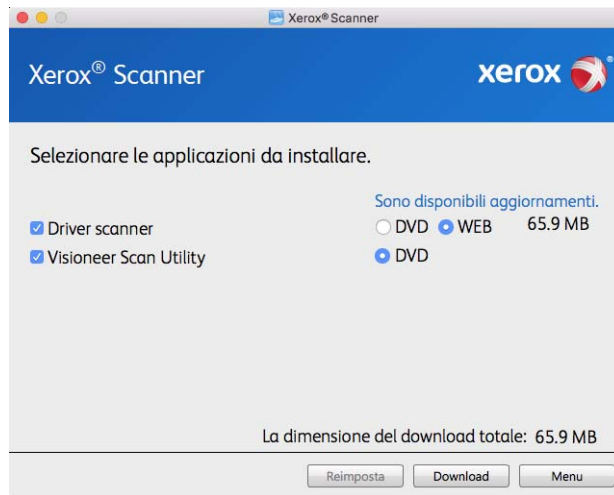 Xerox® Scanner
Xerox® Scanner
xerox ®
Selezionare le applicazioni da installare.
Sono disponibili aggiornamenti.
Driver scanner DVD WEB 65.9 MB
Visioneer Scan Utility DVD
La dimensione del download totale: 65.9 MB
Reimposta Download Menu